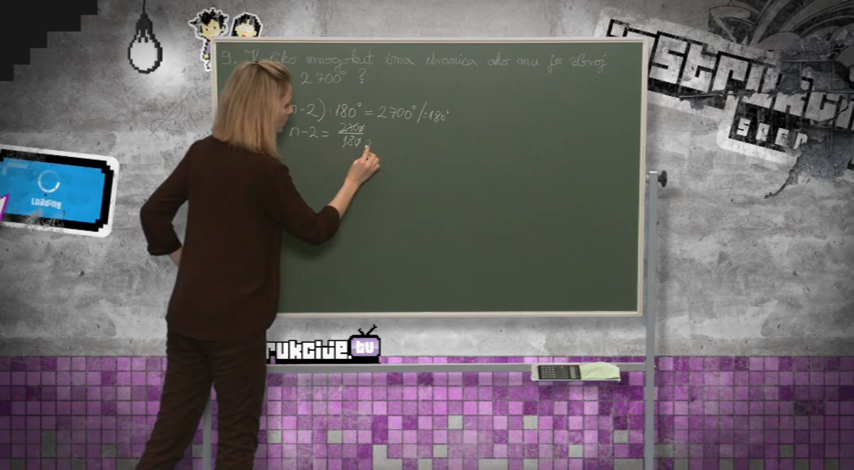 9. koliko mnogokut ima stranica ako mu je zbroj
2700° ?
n-2) · 180° = 2700° /:180°
n-2 = 2700/180
Loading
rukcije.tv